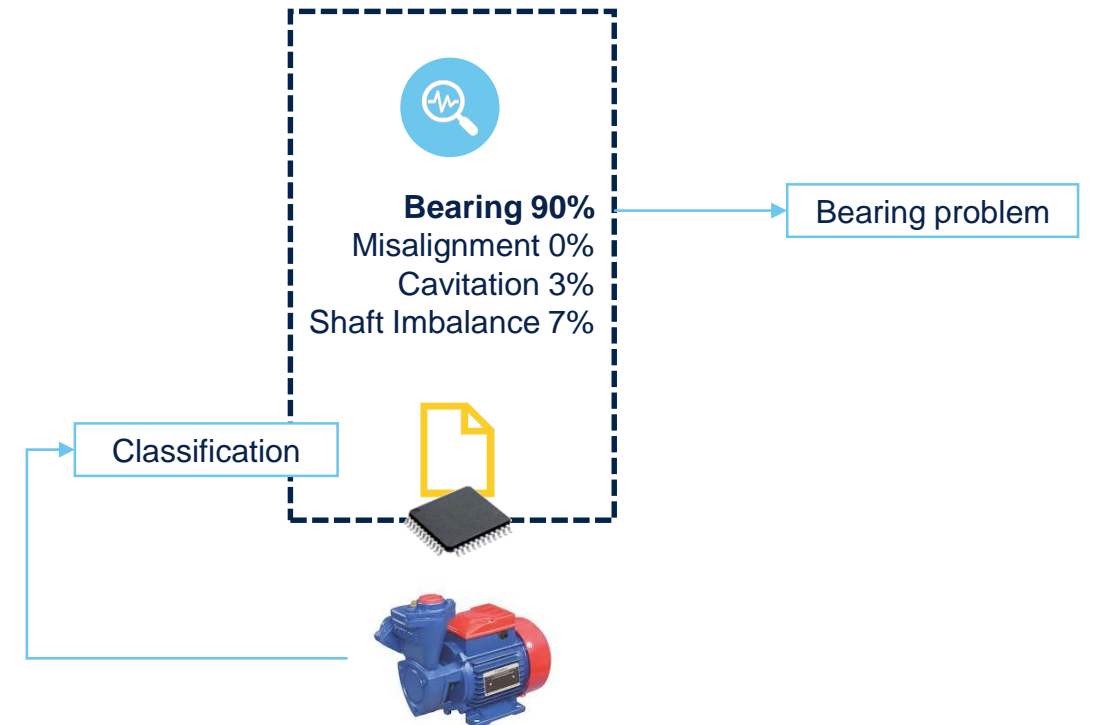 Bearing 90%
Misalignment 0%
Cavitation 3%
Shaft Imbalance 7%
Bearing problem
Classification